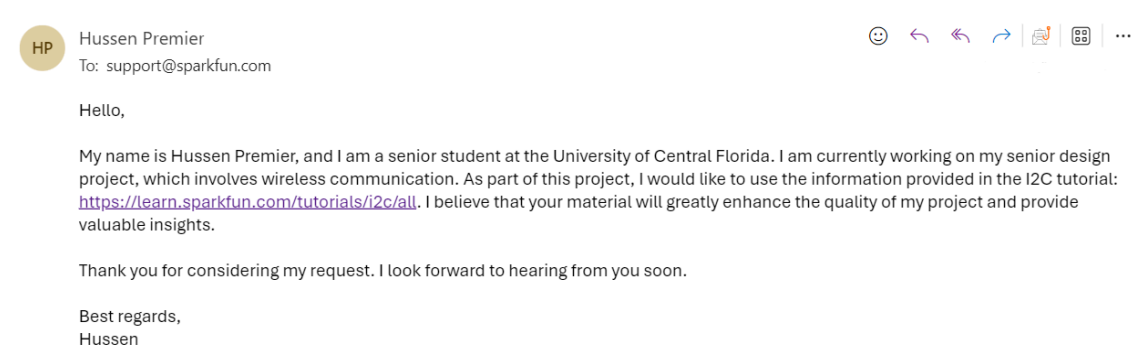 HP
Hussen Premier
To: support@sparkfun.com
Hello,
My name is Hussen Premier, and I am a senior student at the University of Central Florida. I am currently working on my senior design
project, which involves wireless communication. As part of this project, I would like to use the information provided in the I2C tutorial:
https://learn.sparkfun.com/tutorials/i2c/all. I believe that your material will greatly enhance the quality of my project and provide
valuable insights.
Thank you for considering my request. I look forward to hearing from you soon.
Best regards,
Hussen